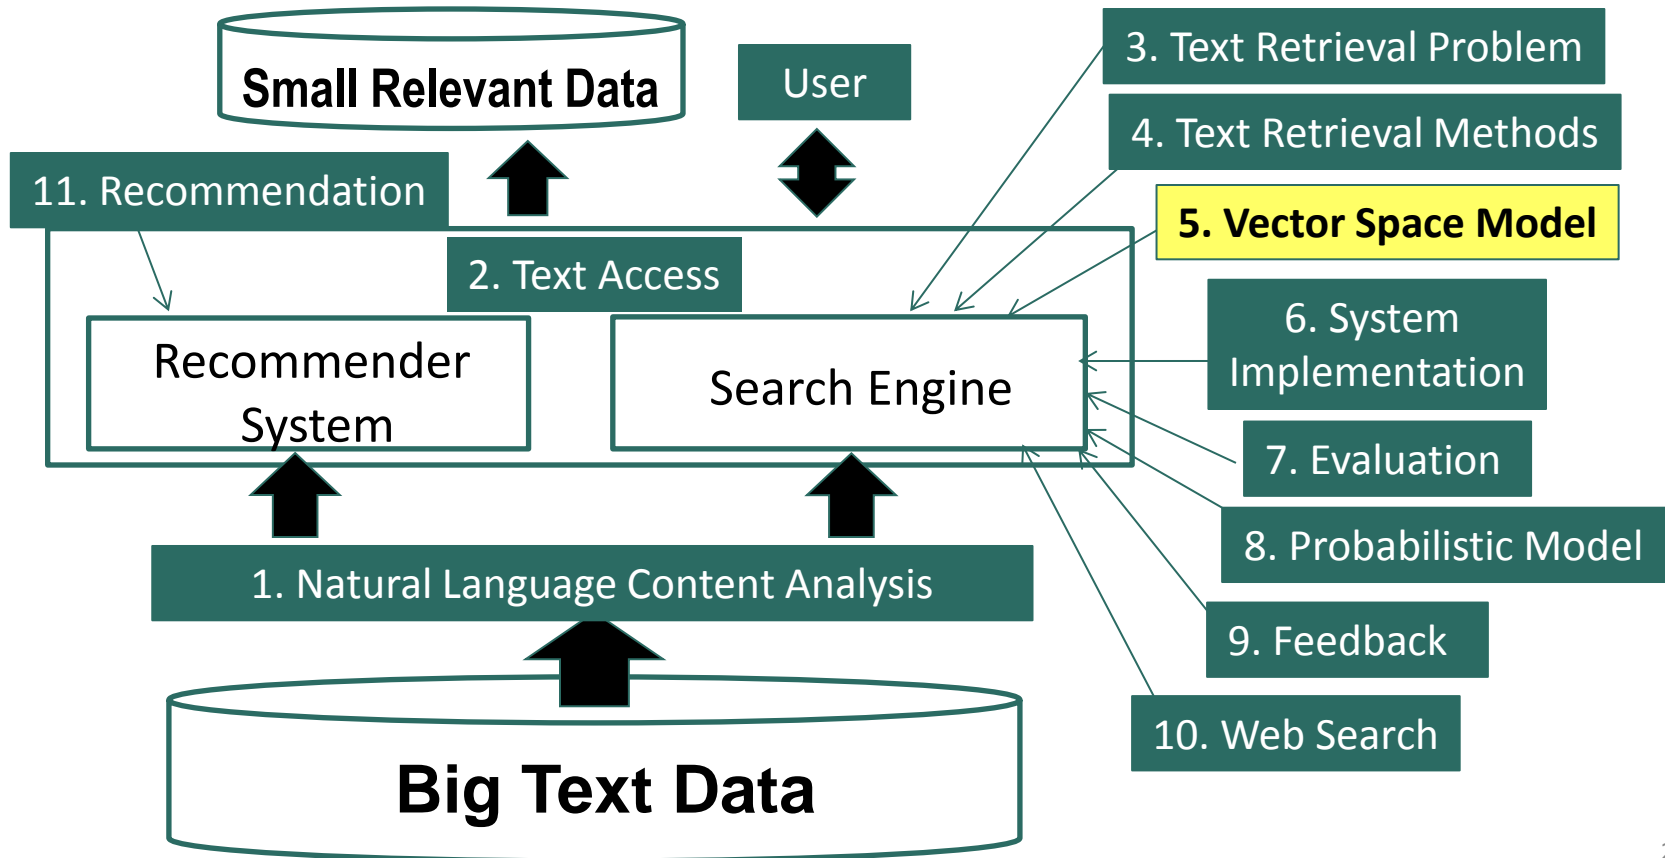 Small Relevant Data
User
3. Text Retrieval Problem
4. Text Retrieval Methods
11. Recommendation
5. Vector Space Model
2. Text Access
6. System
Implementation
Recommender
System
Search Engine
7. Evaluation
8. Probabilistic Model
1. Natural Language Content Analysis
9. Feedback
10. Web Search
Big Text Data